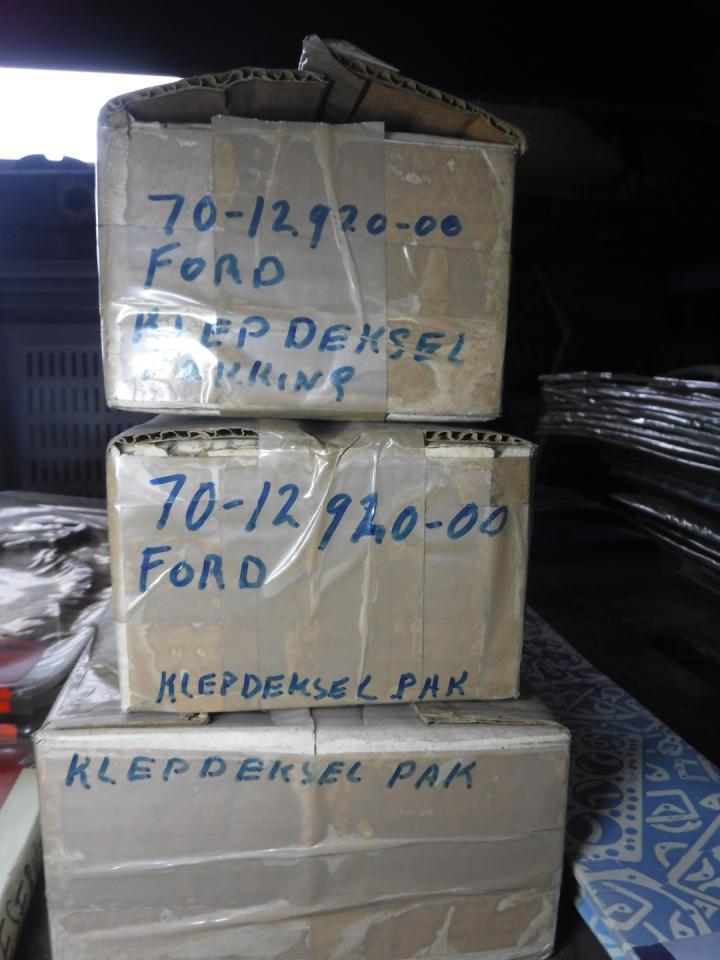 70-12920-00
FORD
KLEPDEKSEL
PAKKING
70-12920-00
FORD
KLEPDEKSEL PAK
KLEPDEKSEL PAK